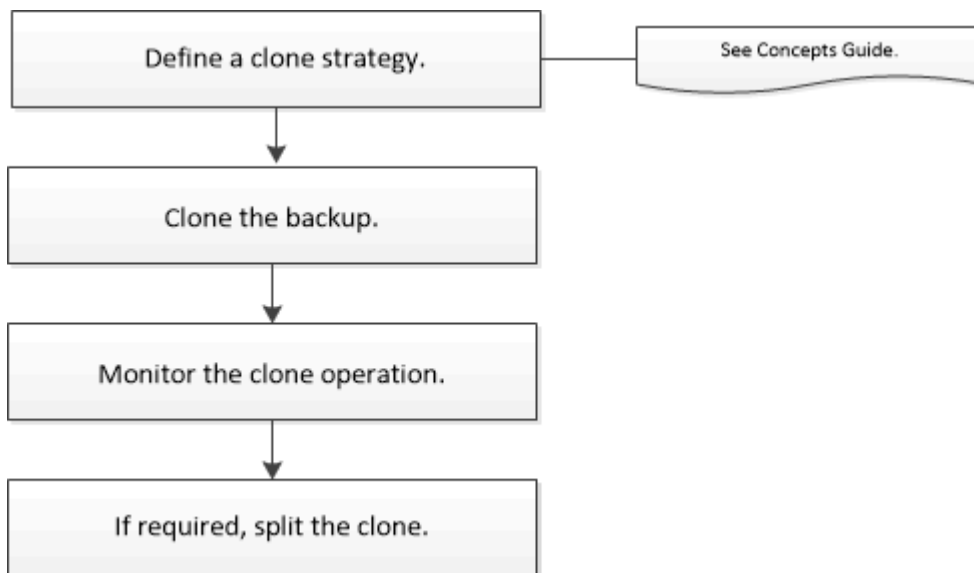 Define a clone strategy.
See Concepts Guide.
Clone the backup.
Monitor the clone operation.
If required, split the clone.